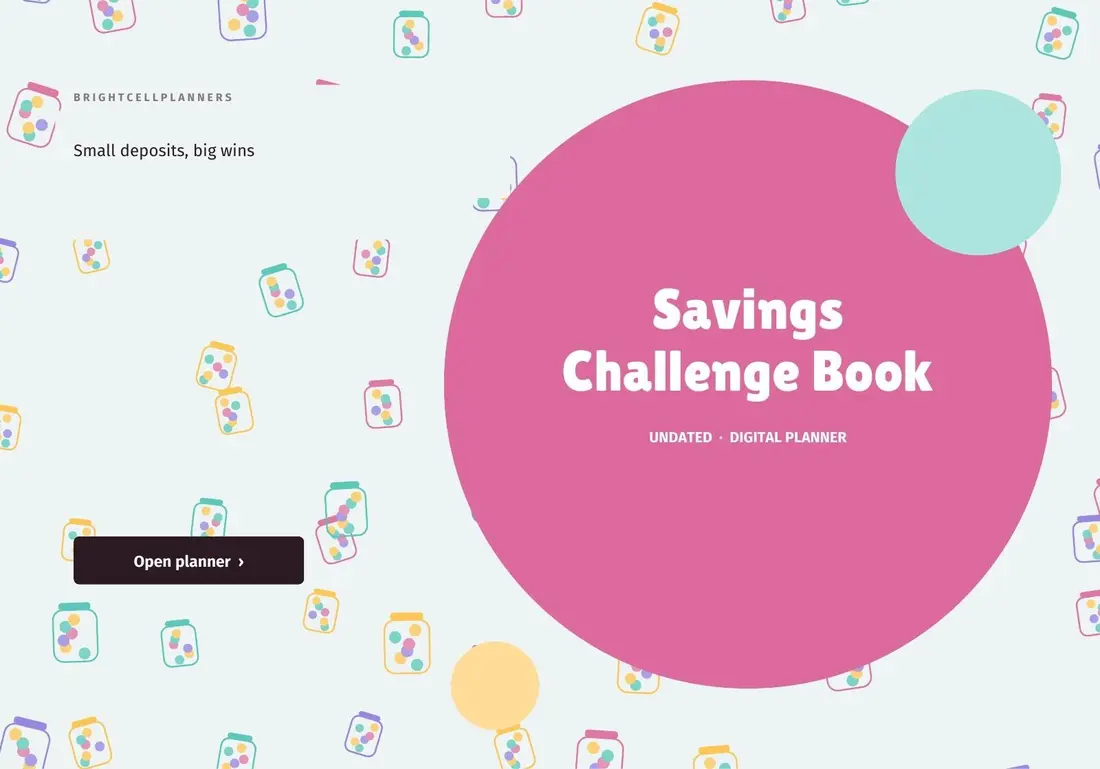 BRIGHTCELLPLANNERS
Small deposits, big wins
Savings
Challenge Book
UNDATED · DIGITAL PLANNER
Open planner ›